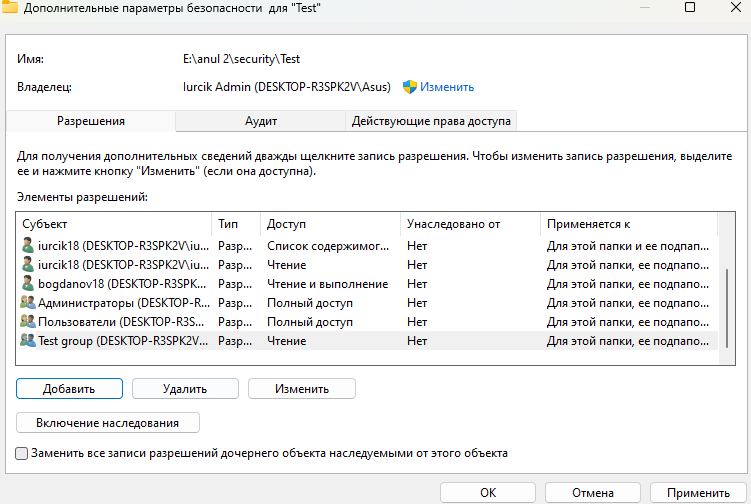 Дополнительные параметры безопасности для "Test"
Имя: E:\anul 2\security\Test
Владелец: Iurcik Admin (DESKTOP-R3SPK2V\Asus) Изменить
Разрешения Аудит Действующие права доступа
Для получения дополнительных сведений дважды щелкните запись разрешения. Чтобы изменить запись разрешения, выделите
ее и нажмите кнопку "Изменить" (если она доступна).
Элементы разрешений:
Субъект Тип Доступ Унаследовано от Применяется к
iurcik18 (DESKTOP-R3SPK2V\iu... Разр... Список содержимог... Нет Для этой папки и ее подпап...
iurcik18 (DESKTOP-R3SPK2V\iu... Разр... Чтение Нет Для этой папки, ее подпапо...
bogdanov18 (DESKTOP-R3SPK... Разр... Чтение и выполнение Нет Для этой папки, ее подпапо...
Администраторы (DESKTOP-R... Разр... Полный доступ Нет Для этой папки, ее подпапо...
Пользователи (DESKTOP-R3S... Разр... Полный доступ Нет Для этой папки, ее подпапо...
Test group (DESKTOP-R3SPK2V... Разр... Чтение Нет Для этой папки, ее подпапо...
Добавить Удалить Изменить
Включение наследования
Заменить все записи разрешений дочернего объекта наследуемыми от этого объекта
ОК Отмена Применить